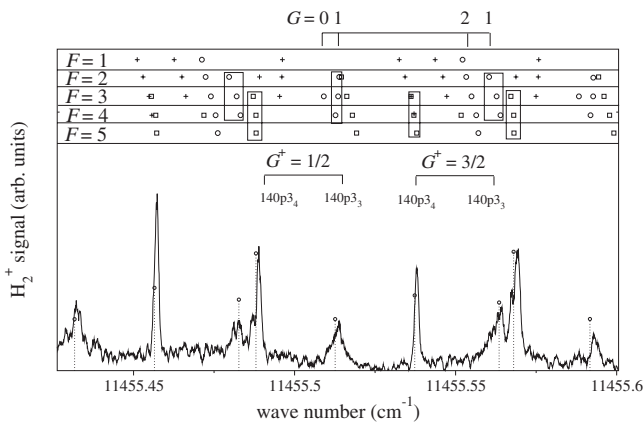 G = 0 1 2 1
F = 1
F = 2
F = 3
F = 4
F = 5
G⁺ = 1/2 G⁺ = 3/2
140p3₄ 140p3₃ 140p3₄ 140p3₃
H₂⁺ signal (arb. units)
11455.45 11455.5 11455.55 11455.6
wave number (cm⁻¹)